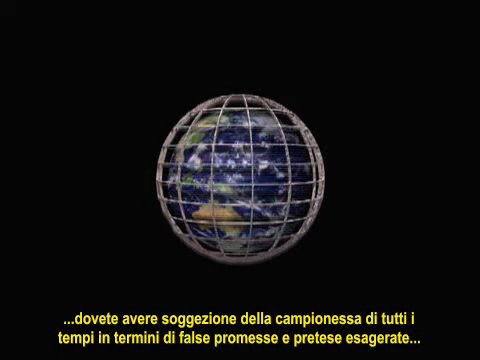 ...dovete avere soggezione della campionessa di tutti i
tempi in termini di false promesse e pretese esagerate...